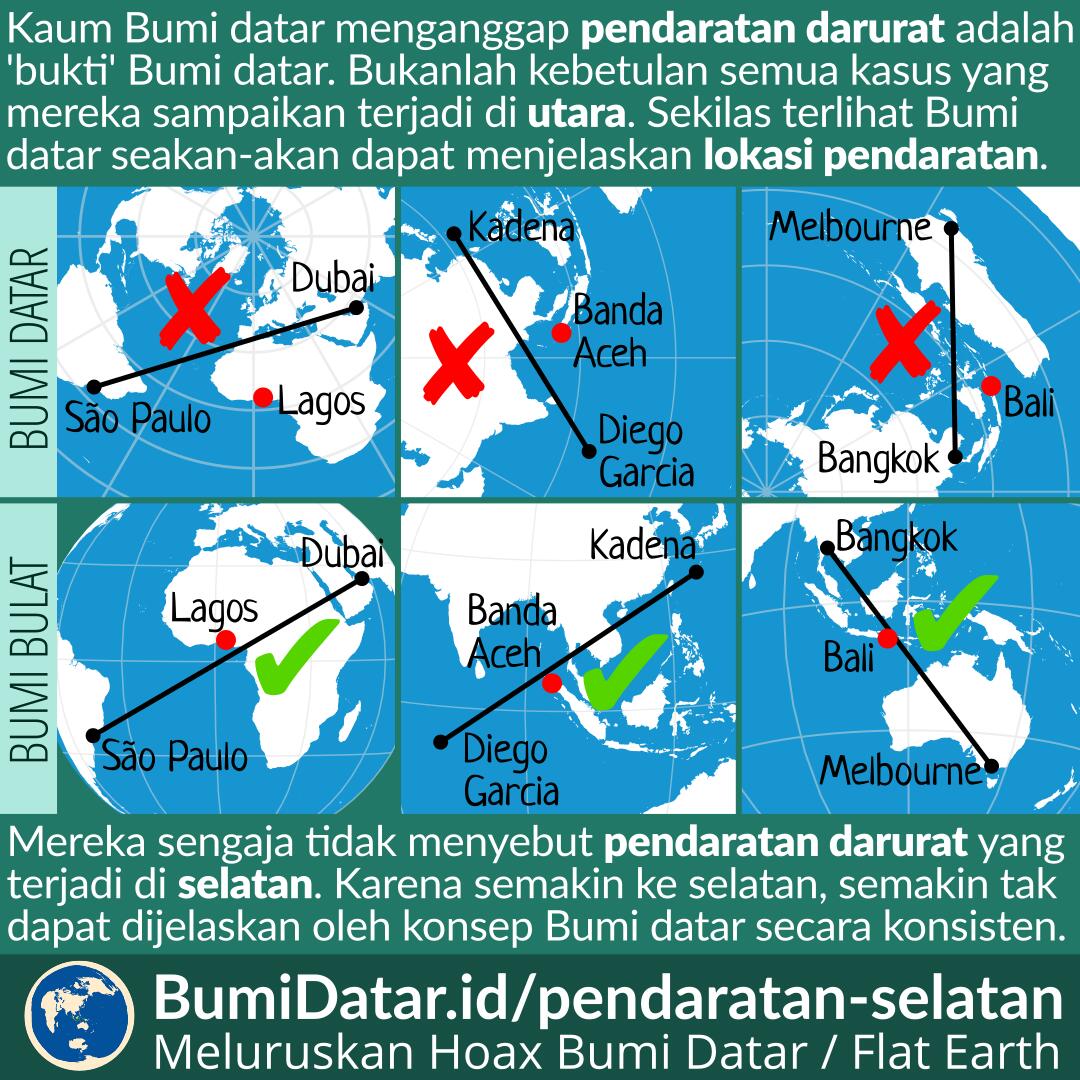 Kaum Bumi datar menganggap pendaratan darurat adalah
'bukti' Bumi datar. Bukanlah kebetulan semua kasus yang
mereka sampaikan terjadi di utara. Sekilas terlihat Bumi
datar seakan-akan dapat menjelaskan lokasi pendaratan.
BUMI DATAR
Dubai
São Paulo
Lagos
Kadena
Banda
Aceh
Diego
Garcia
Melbourne
Bali
Bangkok
BUMI BULAT
Dubai
Lagos
São Paulo
Kadena
Banda
Aceh
Diego
Garcia
Bangkok
Bali
Melbourne
Mereka sengaja tidak menyebut pendaratan darurat yang
terjadi di selatan. Karena semakin ke selatan, semakin tak
dapat dijelaskan oleh konsep Bumi datar secara konsisten.
BumiDatar.id/pendaratan-selatan
Meluruskan Hoax Bumi Datar / Flat Earth